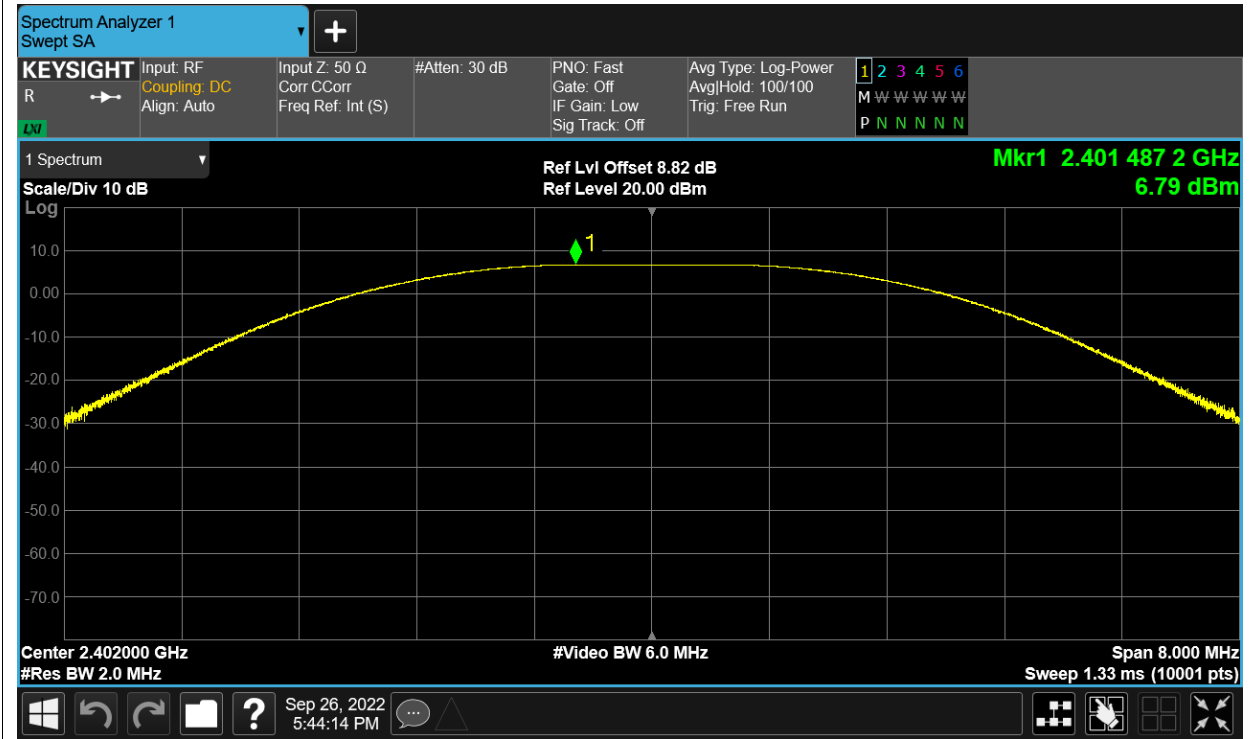 Spectrum Analyzer 1
Swept SA
KEYSIGHT
R
LXI
Input: RF
Coupling: DC
Align: Auto
Input Z: 50 Ω
Corr CCorr
Freq Ref: Int (S)
#Atten: 30 dB
PNO: Fast
Gate: Off
IF Gain: Low
Sig Track: Off
Avg Type: Log-Power
Avg|Hold: 100/100
Trig: Free Run
1 2 3 4 5 6
M W W W W W
P N N N N N
1 Spectrum
Scale/Div 10 dB
Log
Ref Lvl Offset 8.82 dB
Ref Level 20.00 dBm
Mkr1 2.401 487 2 GHz
6.79 dBm
1
10.0
0.00
-10.0
-20.0
-30.0
-40.0
-50.0
-60.0
-70.0
Center 2.402000 GHz
#Res BW 2.0 MHz
#Video BW 6.0 MHz
Span 8.000 MHz
Sweep 1.33 ms (10001 pts)
?
Sep 26, 2022
5:44:14 PM